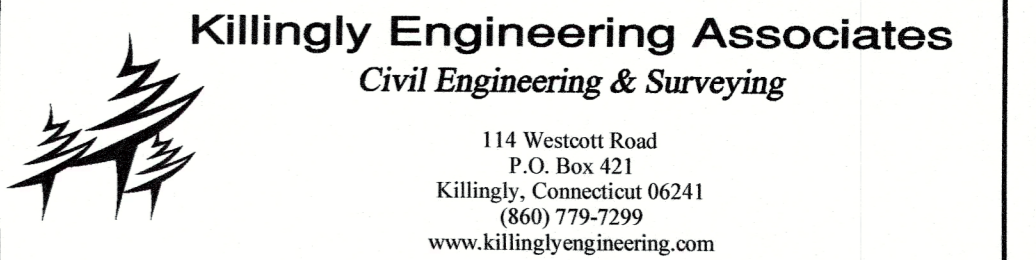 Killingly Engineering Associates
Civil Engineering & Surveying
114 Westcott Road
P.O. Box 421
Killingly, Connecticut 06241
(860) 779-7299
www.killinglyengineering.com